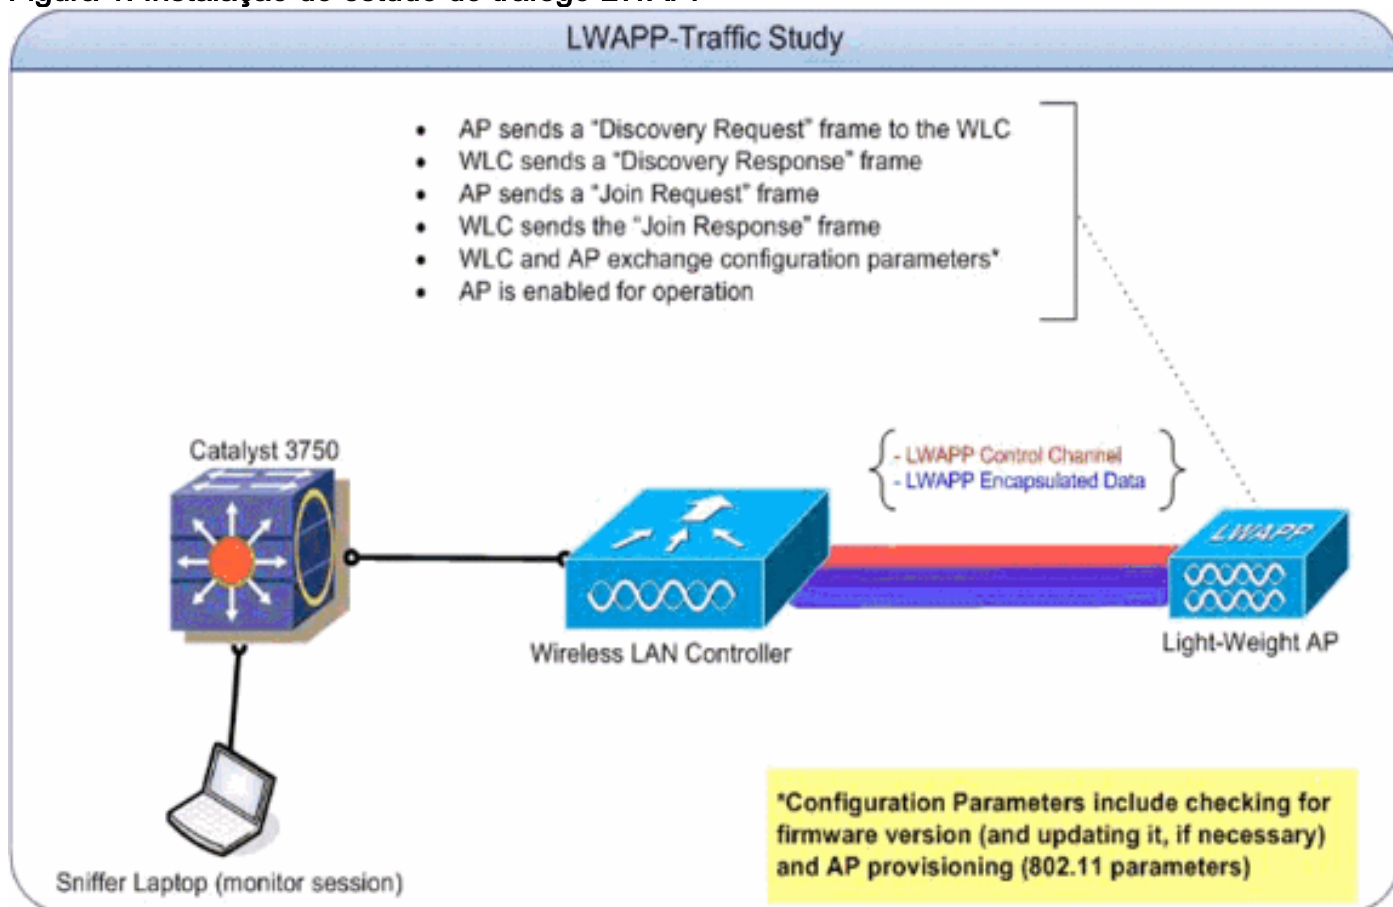 LWAPP-Traffic Study
• AP sends a “Discovery Request” frame to the WLC
• WLC sends a “Discovery Response” frame
• AP sends a “Join Request” frame
• WLC sends the “Join Response” frame
• WLC and AP exchange configuration parameters*
• AP is enabled for operation
Catalyst 3750
- LWAPP Control Channel
- LWAPP Encapsulated Data
LWAPP
Wireless LAN Controller
Light-Weight AP
*Configuration Parameters include checking for
firmware version (and updating it, if necessary)
and AP provisioning (802.11 parameters)
Sniffer Laptop (monitor session)